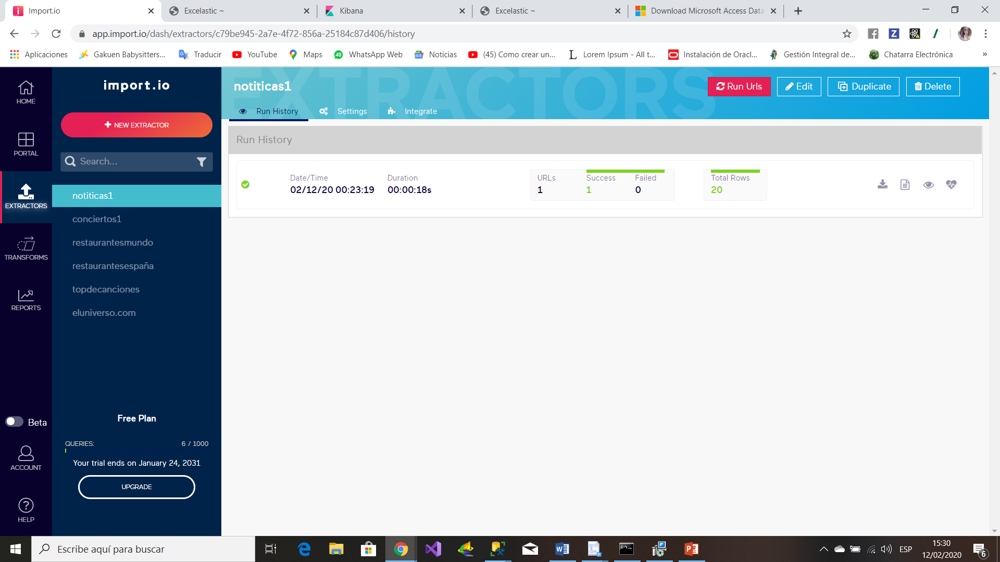 Import.io
Excelastic ~
Kibana
Excelastic ~
Download Microsoft Access Data
app.import.io/dash/extractors/c79be945-2a7e-4f72-856a-25184c87d406/history
Aplicaciones
Gakuen Babysitters...
Traducir
YouTube
Maps
WhatsApp Web
Noticias
(45) Como crear un...
Lorem Ipsum - All t...
Instalación de Oracl...
Gestión Integral de...
Chatarra Electrónica
»
HOME
PORTAL
EXTRACTORS
TRANSFORMS
REPORTS
Beta
ACCOUNT
HELP
import.io
NEW EXTRACTOR
Search...
notiticas1
conciertos1
restaurantesmundo
restaurantesespaña
topdecanciones
eluniverso.com
Free Plan
QUERIES: 6 / 1000
Your trial ends on January 24, 2031
UPGRADE
EXTRACTORS
notiticas1
Run Urls
Edit
Duplicate
Delete
Run History
Settings
Integrate
Run History
Date/Time
02/12/20 00:23:19
Duration
00:00:18s
URLs
1
Success
1
Failed
0
Total Rows
20
Escribe aquí para buscar
ESP
15:30
12/02/2020
6